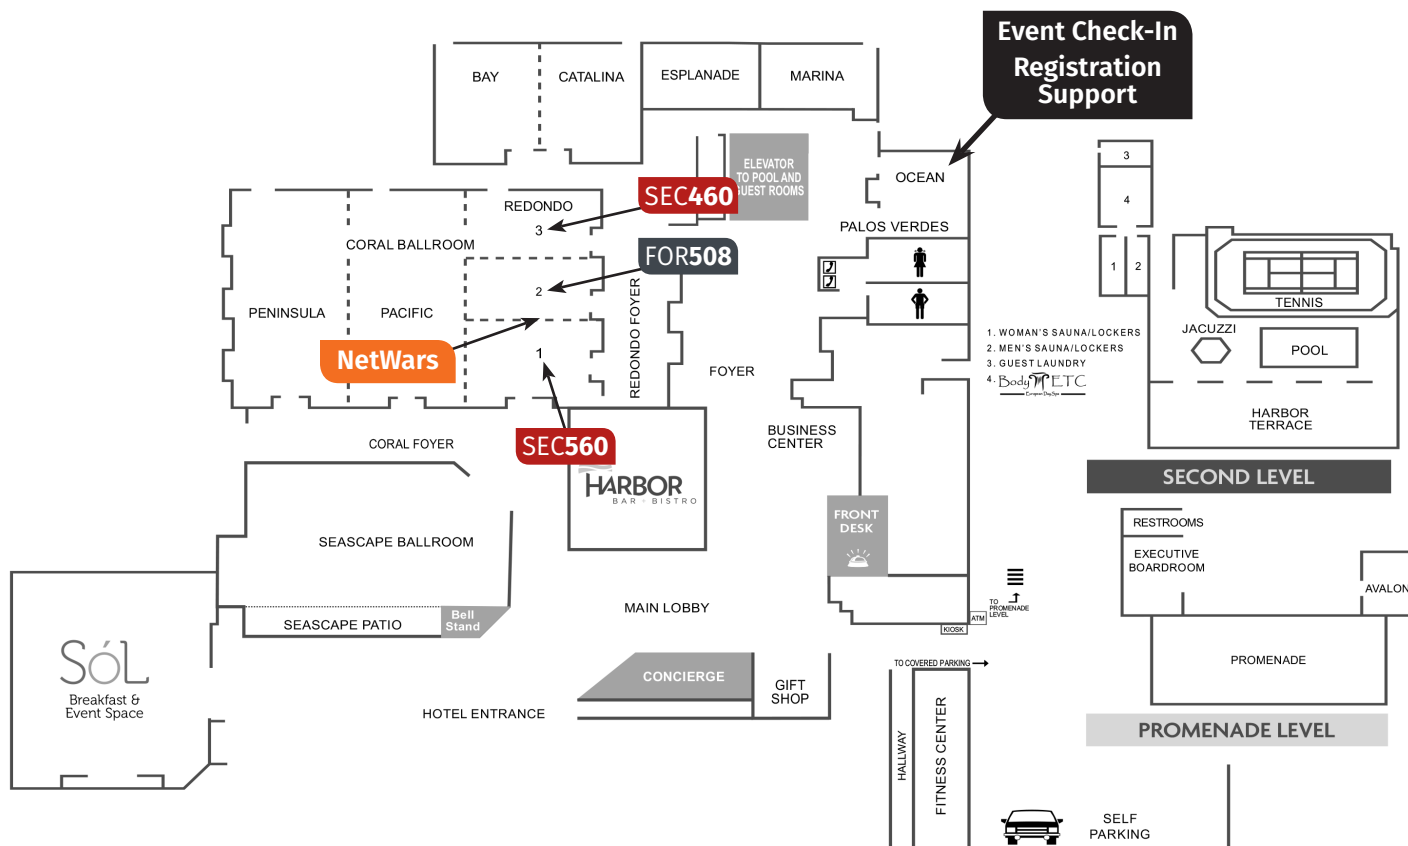 Event Check-In
Registration
Support
BAY
CATALINA
ESPLANADE
MARINA
ELEVATOR
TO POOL AND
GUEST ROOMS
OCEAN
PALOS VERDES
SEC460
REDONDO
3
CORAL BALLROOM
FOR508
2
PENINSULA
PACIFIC
NetWars
1
REDONDO FOYER
FOYER
SEC560
CORAL FOYER
BUSINESS
CENTER
HARBOR
BAR · BISTRO
FRONT
DESK
SEASCAPE BALLROOM
SEASCAPE PATIO
Bell
Stand
MAIN LOBBY
SóL
Breakfast &
Event Space
HOTEL ENTRANCE
CONCIERGE
GIFT
SHOP
TO
PROMENADE
LEVEL
ATM
KIOSK
TO COVERED PARKING
HALLWAY
FITNESS CENTER
SELF
PARKING
3
4
1
2
1. WOMAN'S SAUNA/LOCKERS
2. MEN'S SAUNA/LOCKERS
3. GUEST LAUNDRY
4. Body ETC
European Day Spa
TENNIS
JACUZZI
POOL
HARBOR
TERRACE
SECOND LEVEL
RESTROOMS
EXECUTIVE
BOARDROOM
AVALON
PROMENADE
PROMENADE LEVEL